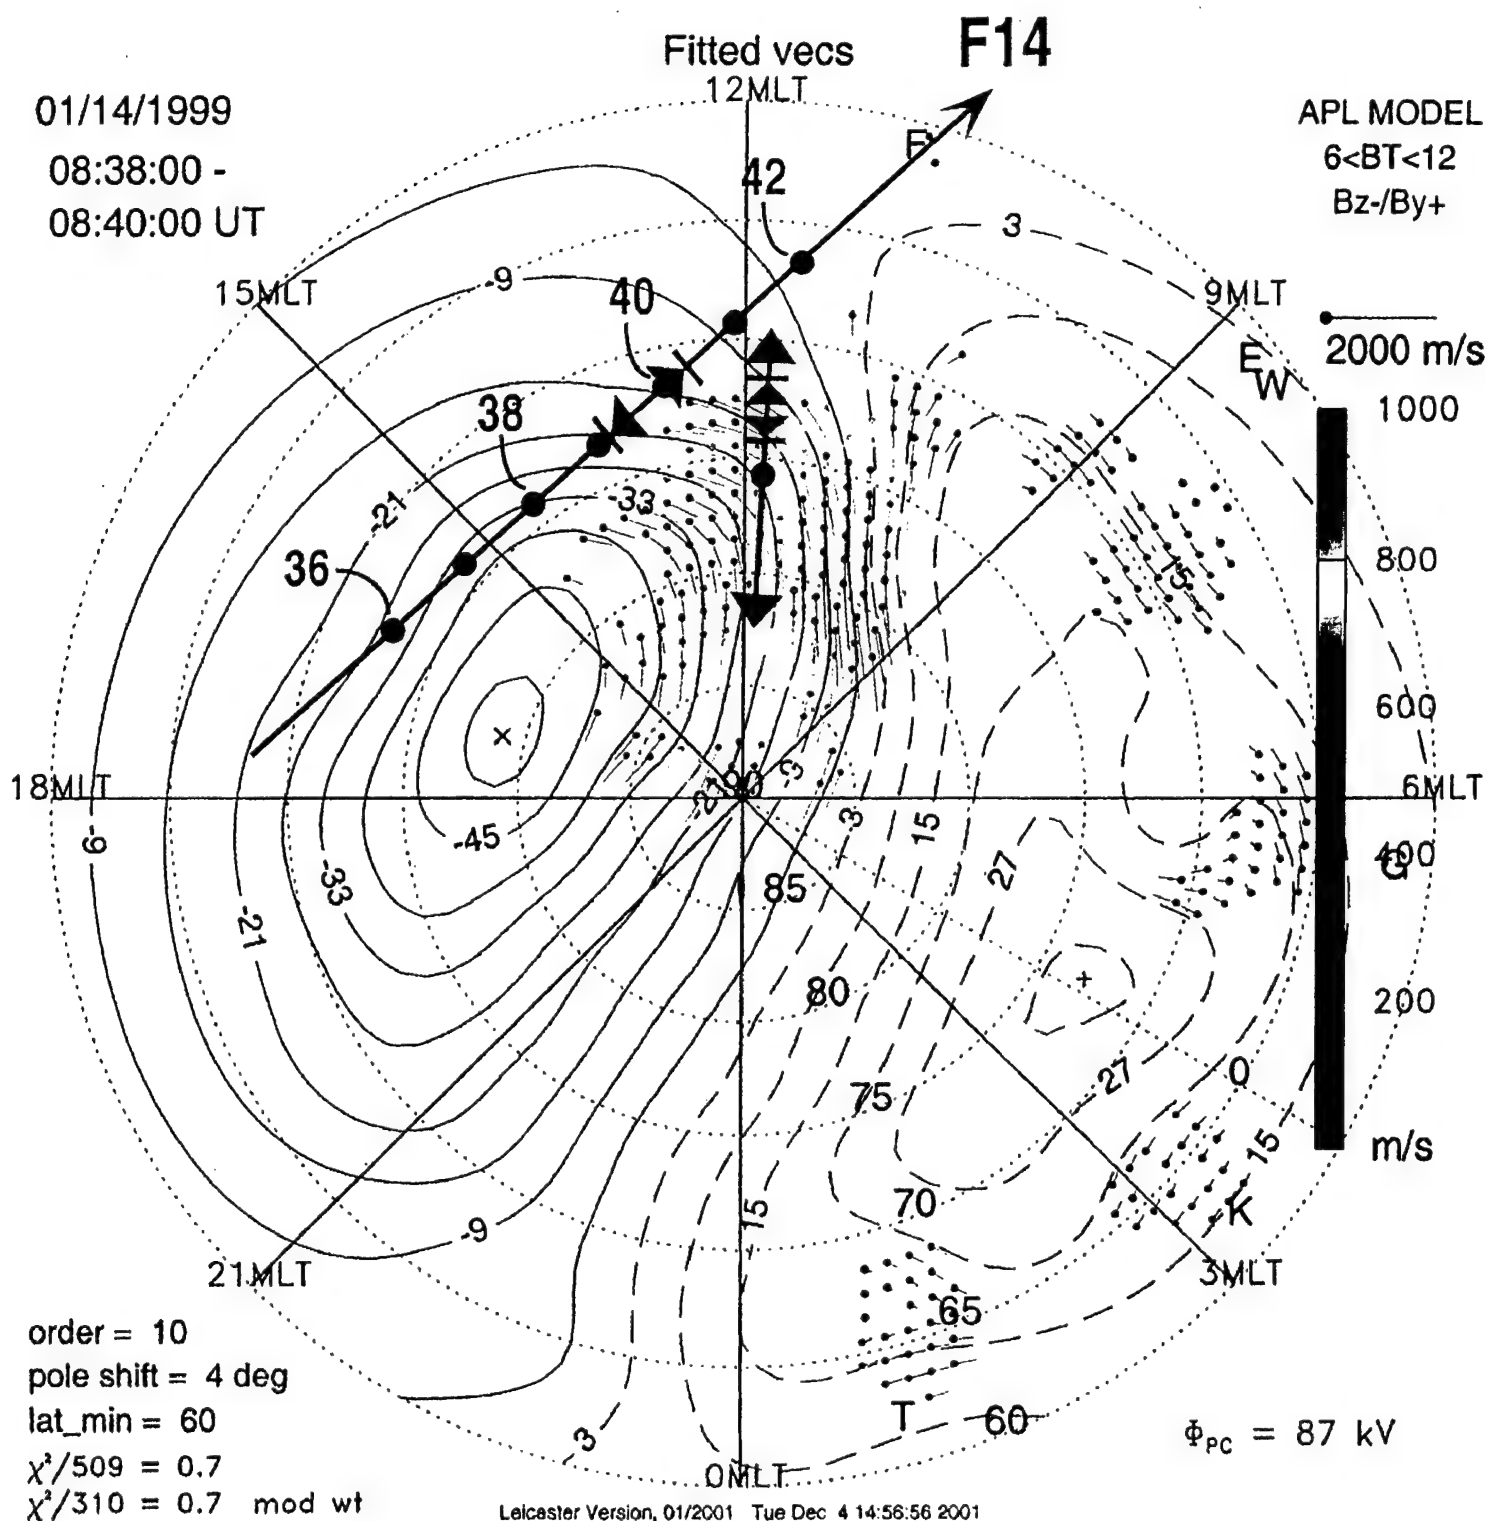 Fitted vecs
F14
12MLT
01/14/1999
08:38:00 -
08:40:00 UT
APL MODEL
6<BT<12
Bz-/By+
42
3
-9
15MLT
40
9MLT
E
W
2000 m/s
1000
38
-21
-33
800
36
15
600
3
18MLT
6MLT
-9
-45
3
15
27
400
G
-33
85
-21
80
200
27
0
75
m/s
15
70
K
15
-9
21MLT
3MLT
65
order = 10
pole shift = 4 deg
lat_min = 60
T
60
3
ΦPC = 87 kV
χ²/509 = 0.7
0MLT
χ²/310 = 0.7 mod wt
Leicester Version, 01/2001 Tue Dec 4 14:56:56 2001